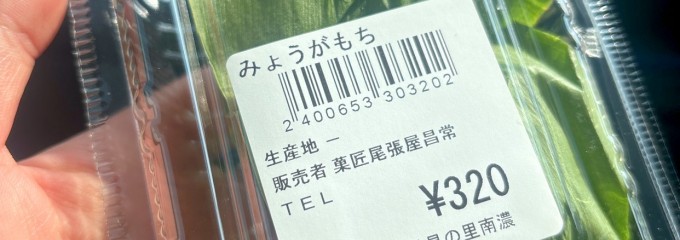 みょうがもち
2 400653 303202
生産地 ー
販売者 菓匠尾張屋昌常
TEL
¥320
の里南濃